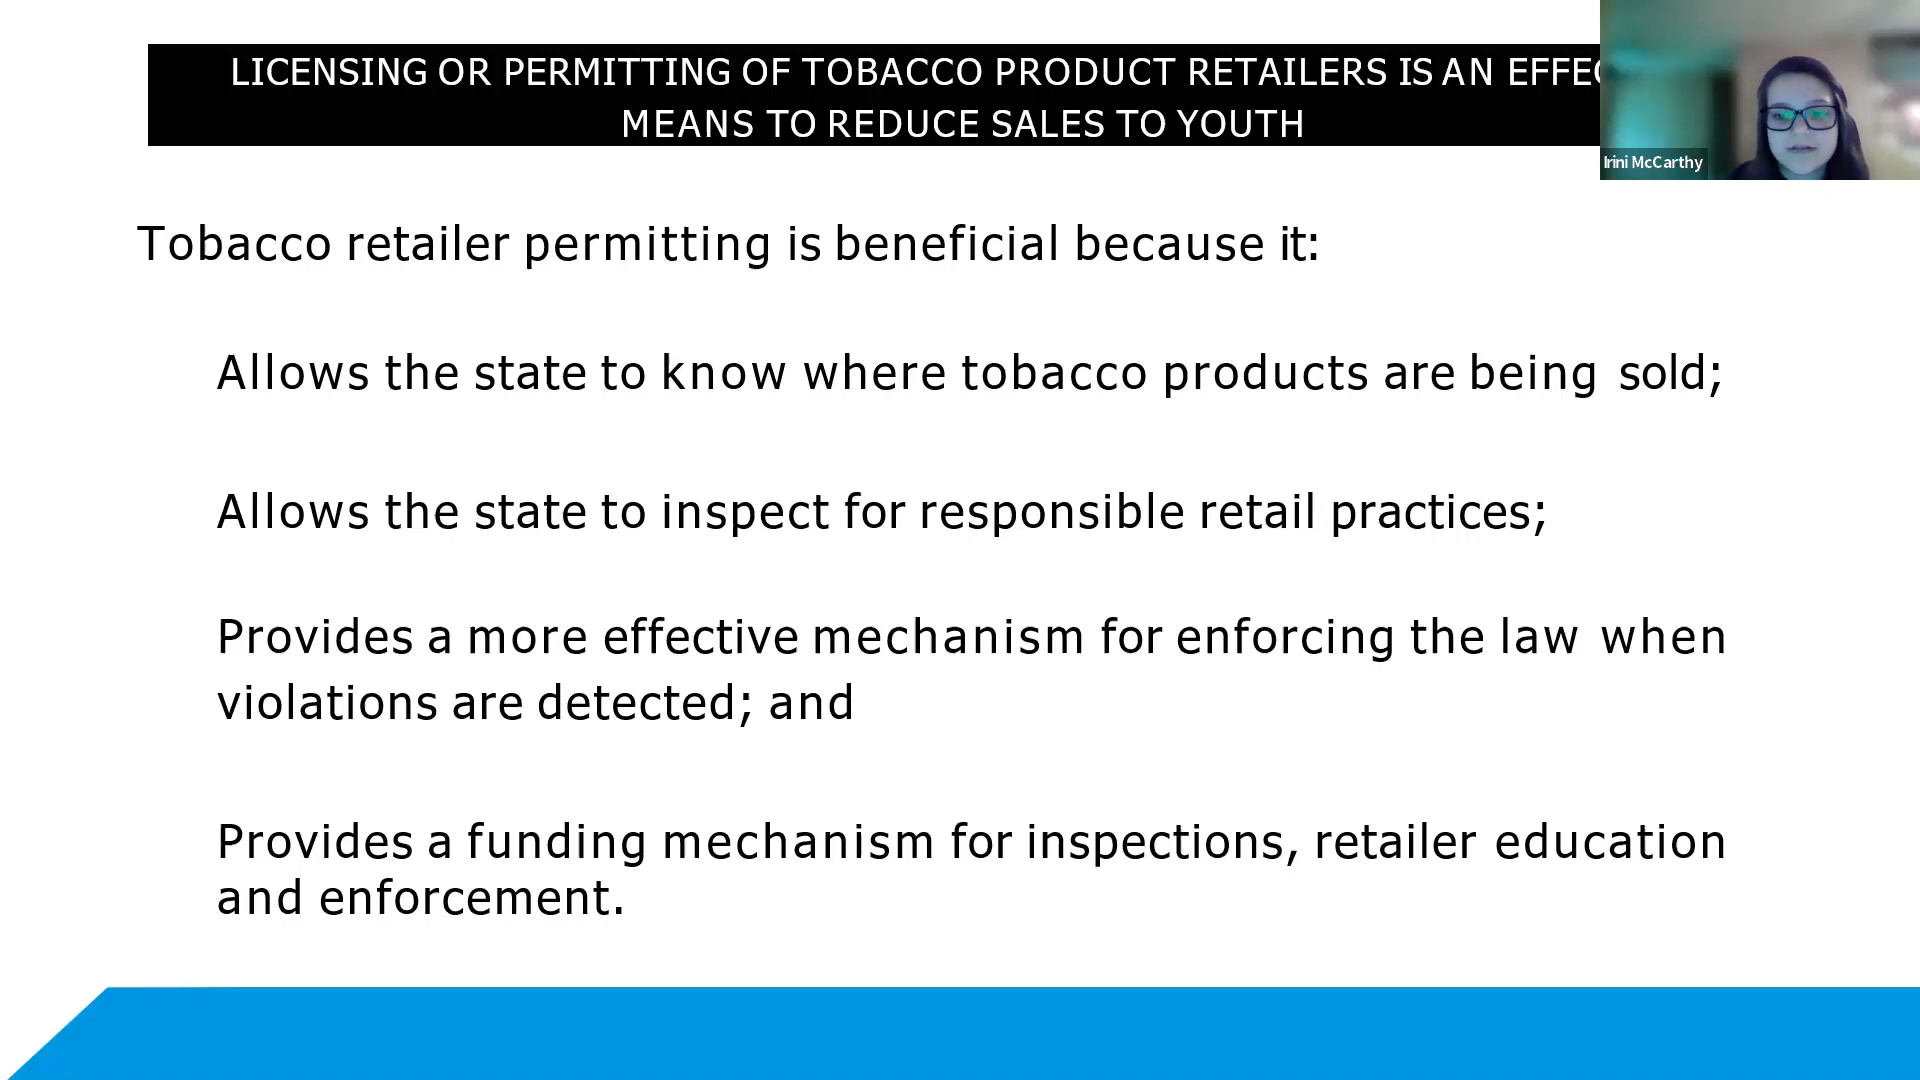 LICENSING OR PERMITTING OF TOBACCO PRODUCT RETAILERS IS AN
MEANS TO REDUCE SALES TO YOUTH
Irini McCarthy
Tobacco retailer permitting is beneficial because it:
Allows the state to know where tobacco products are being sold;
Allows the state to inspect for responsible retail practices;
Provides a more effective mechanism for enforcing the law when
violations are detected; and
Provides a funding mechanism for inspections, retailer education
and enforcement.